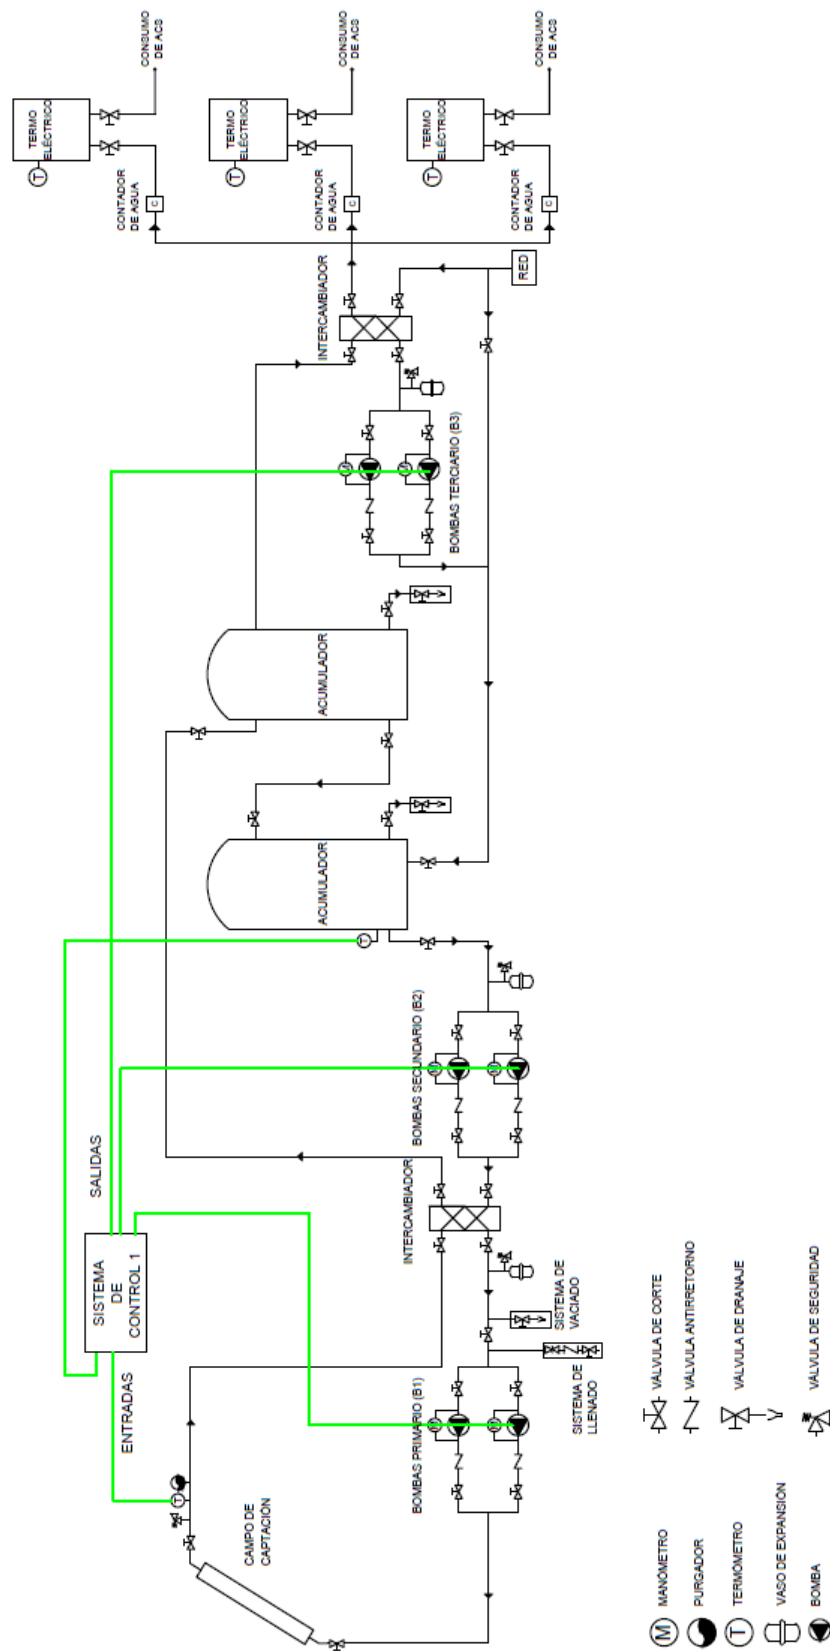 CAMPO DE
CAPTACIÓN
T
ENTRADAS
SISTEMA
DE
CONTROL 1
SALIDAS
BOMBAS PRIMARIO (B1)
M
M
SISTEMA DE
LLENADO
SISTEMA DE
VACIADO
INTERCAMBIADOR
BOMBAS SECUNDARIO (B2)
M
M
T
ACUMULADOR
ACUMULADOR
BOMBAS TERCIARIO (B3)
M
M
INTERCAMBIADOR
RED
CONTADOR
DE AGUA
C
T
TERMO
ELÉCTRICO
CONSUMO
DE ACS
CONTADOR
DE AGUA
C
T
TERMO
ELÉCTRICO
CONSUMO
DE ACS
CONTADOR
DE AGUA
C
T
TERMO
ELÉCTRICO
CONSUMO
DE ACS
M MANÓMETRO
PURGADOR
T TERMÓMETRO
VASO DE EXPANSIÓN
BOMBA
VÁLVULA DE CORTE
VÁLVULA ANTIRRETORNO
VÁLVULA DE DRANAJE
VÁLVULA DE SEGURIDAD